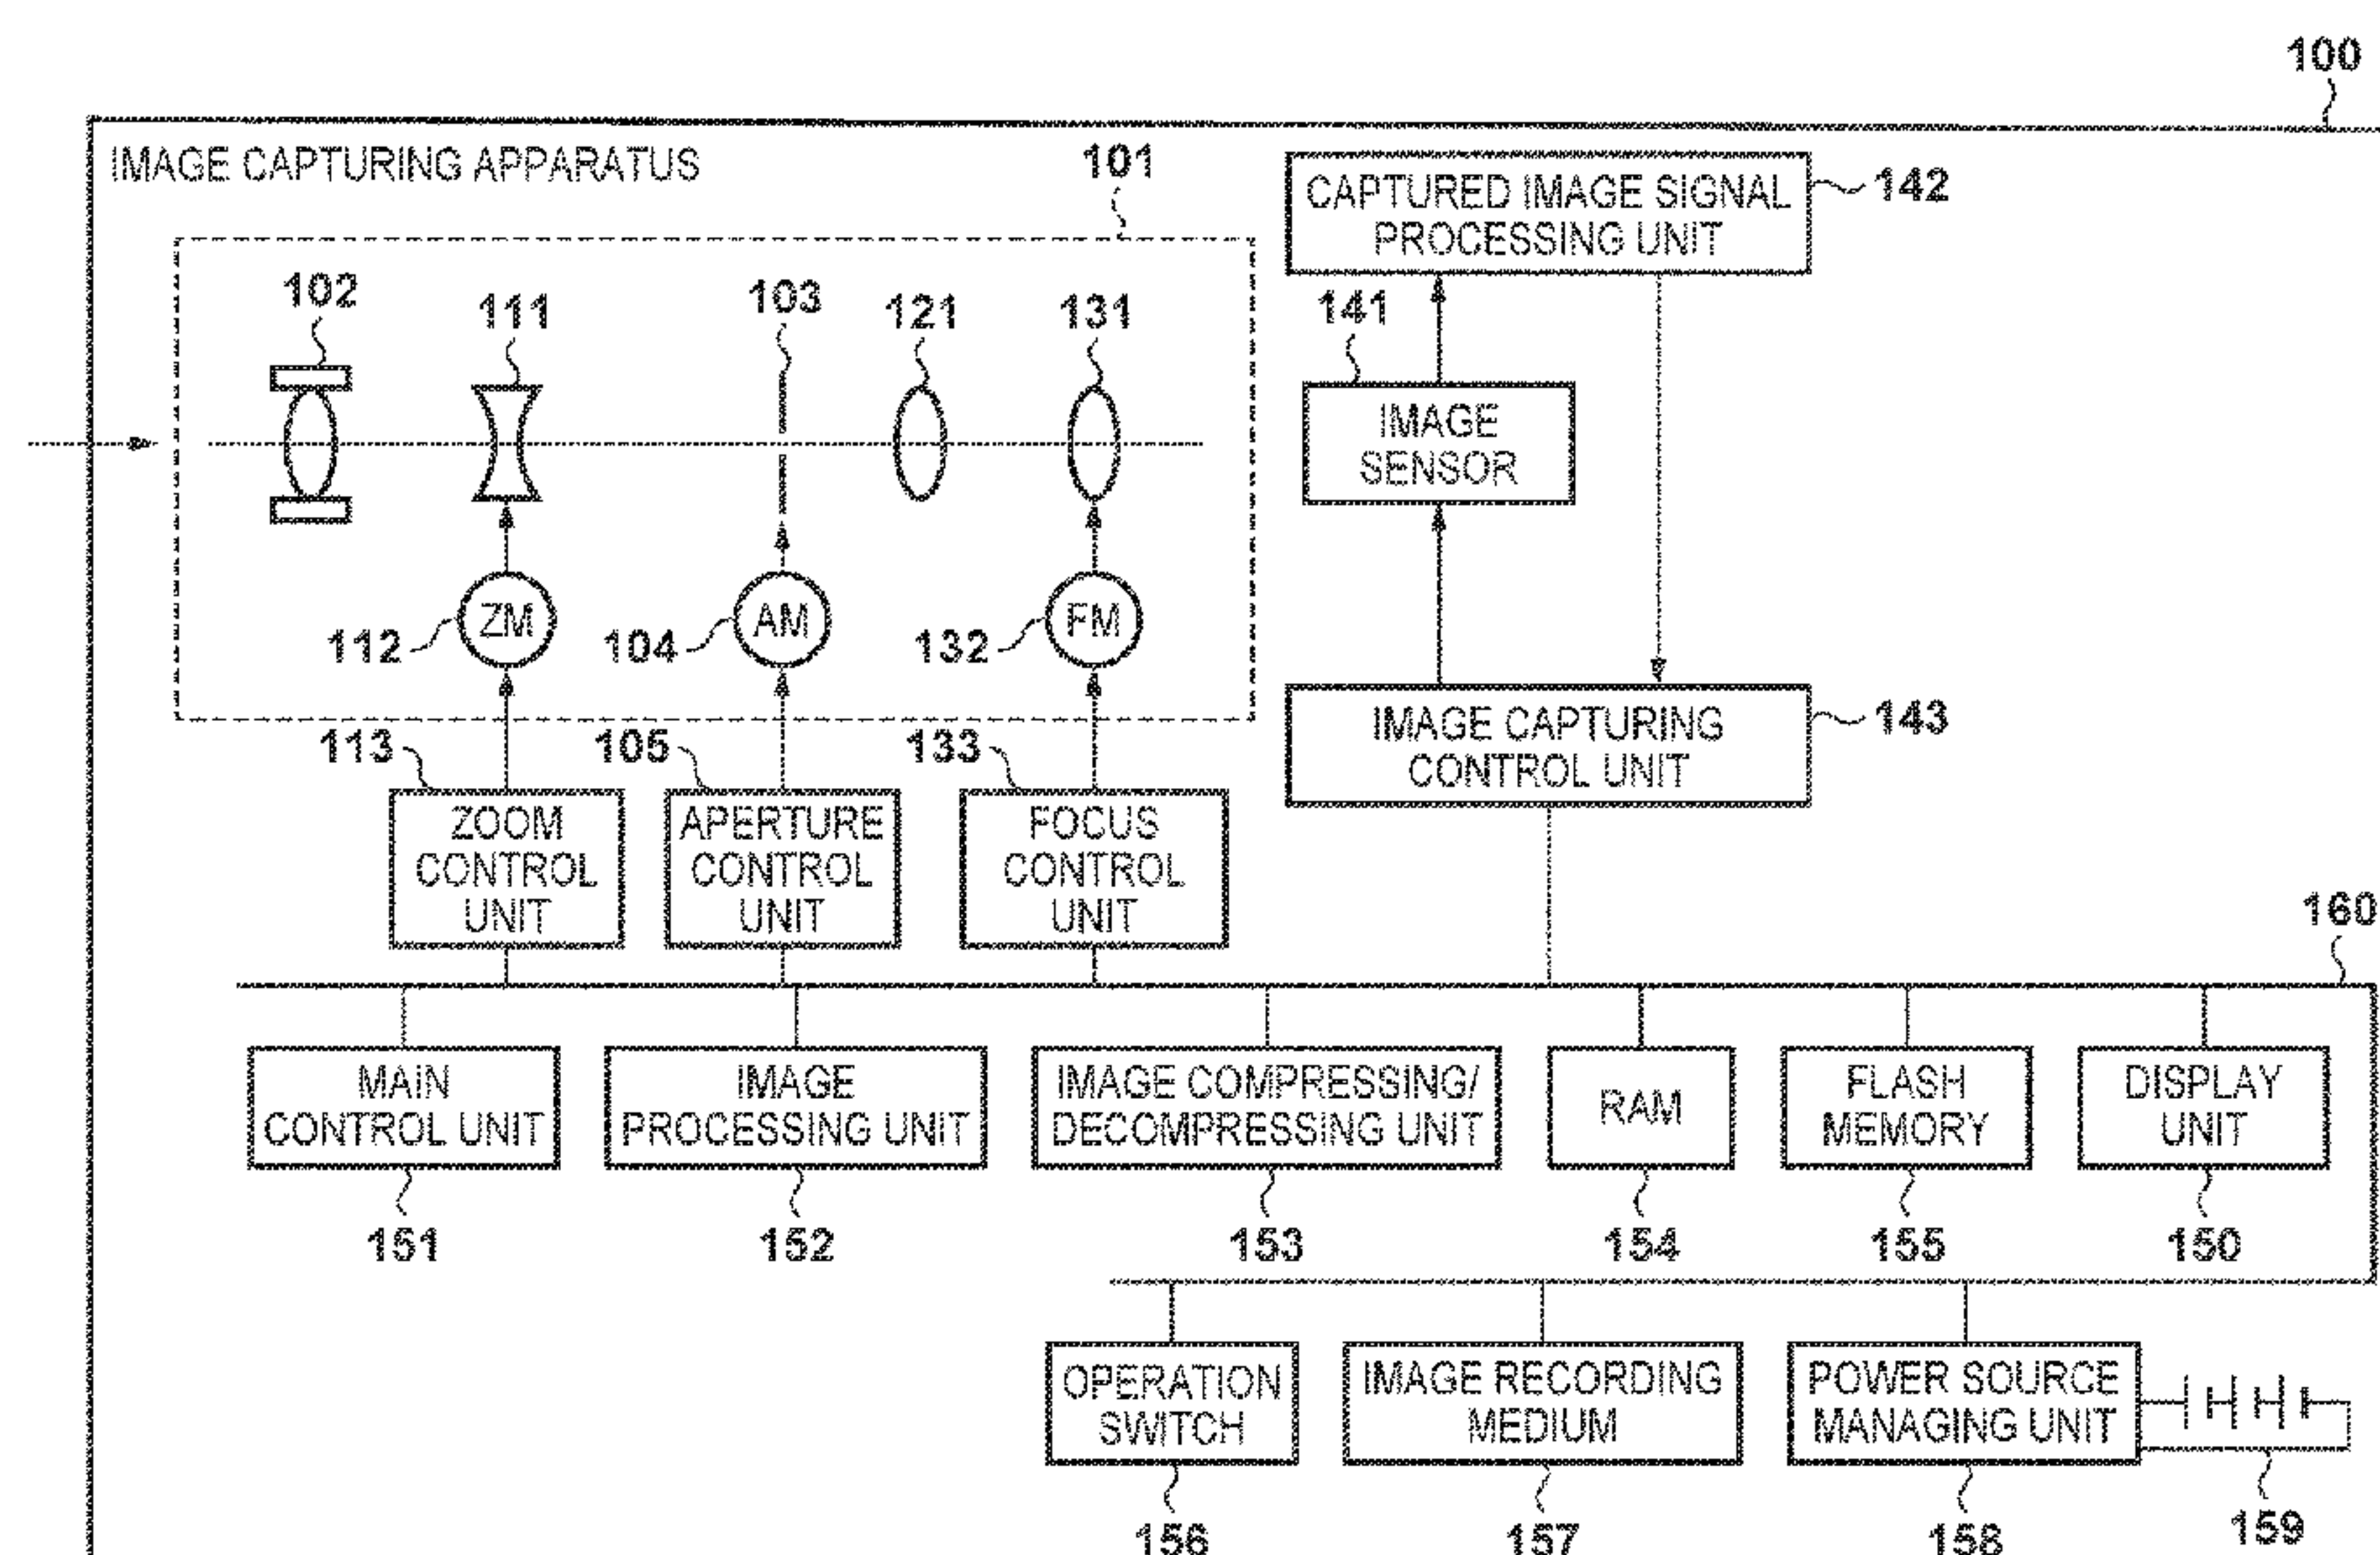 100
IMAGE CAPTURING APPARATUS
101
CAPTURED IMAGE SIGNAL
PROCESSING UNIT
142
102
111
103
121
131
141
IMAGE
SENSOR
112
ZM
104
AM
132
FM
113
105
133
IMAGE CAPTURING
CONTROL UNIT
143
ZOOM
CONTROL
UNIT
APERTURE
CONTROL
UNIT
FOCUS
CONTROL
UNIT
160
MAIN
CONTROL UNIT
IMAGE
PROCESSING UNIT
IMAGE COMPRESSING/
DECOMPRESSING UNIT
RAM
FLASH
MEMORY
DISPLAY
UNIT
151
152
153
154
155
150
OPERATION
SWITCH
IMAGE RECORDING
MEDIUM
POWER SOURCE
MANAGING UNIT
156
157
158
159